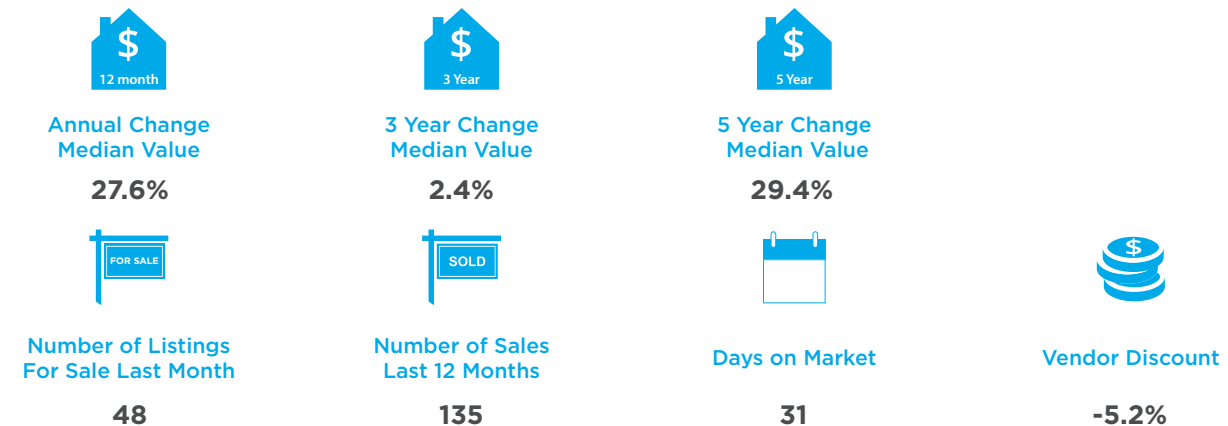 $
12 month
Annual Change
Median Value
27.6%
$
3 Year
3 Year Change
Median Value
2.4%
$
5 Year
5 Year Change
Median Value
29.4%
FOR SALE
Number of Listings
For Sale Last Month
48
SOLD
Number of Sales
Last 12 Months
135
Days on Market
31
$
Vendor Discount
-5.2%